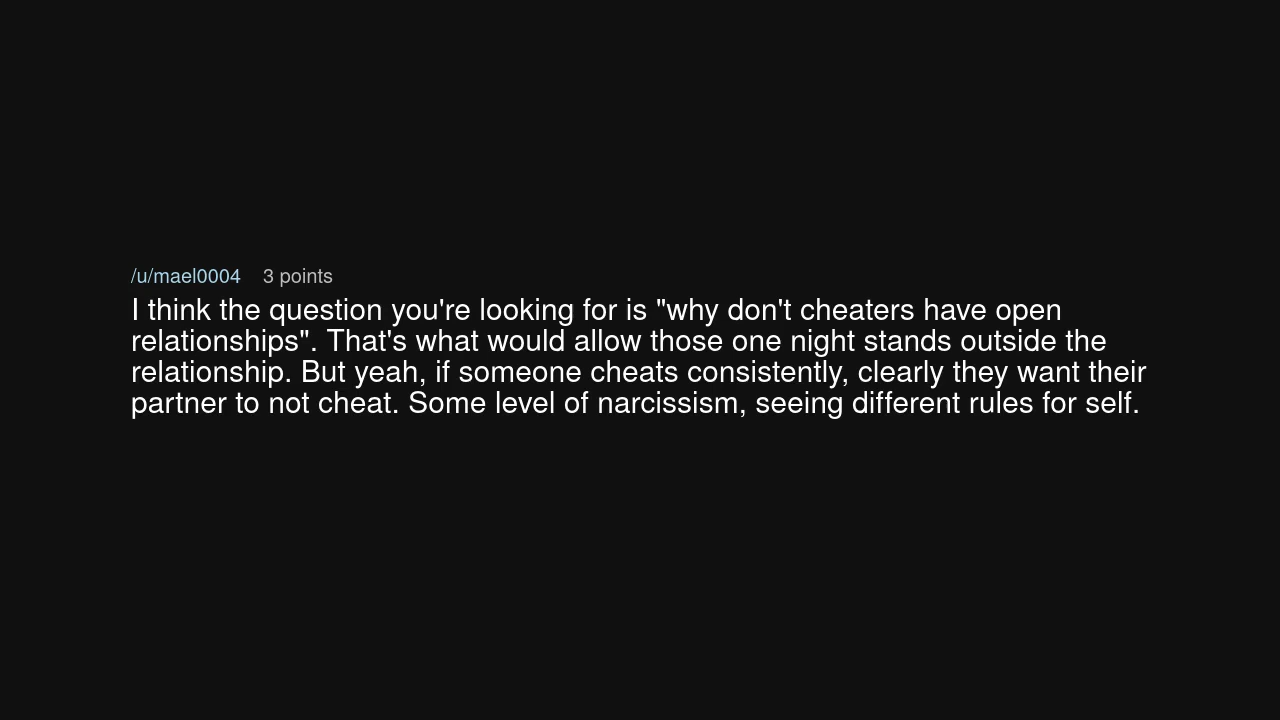 /u/mael0004 3 points
I think the question you're looking for is "why don't cheaters have open
relationships". That's what would allow those one night stands outside the
relationship. But yeah, if someone cheats consistently, clearly they want their
partner to not cheat. Some level of narcissism, seeing different rules for self.